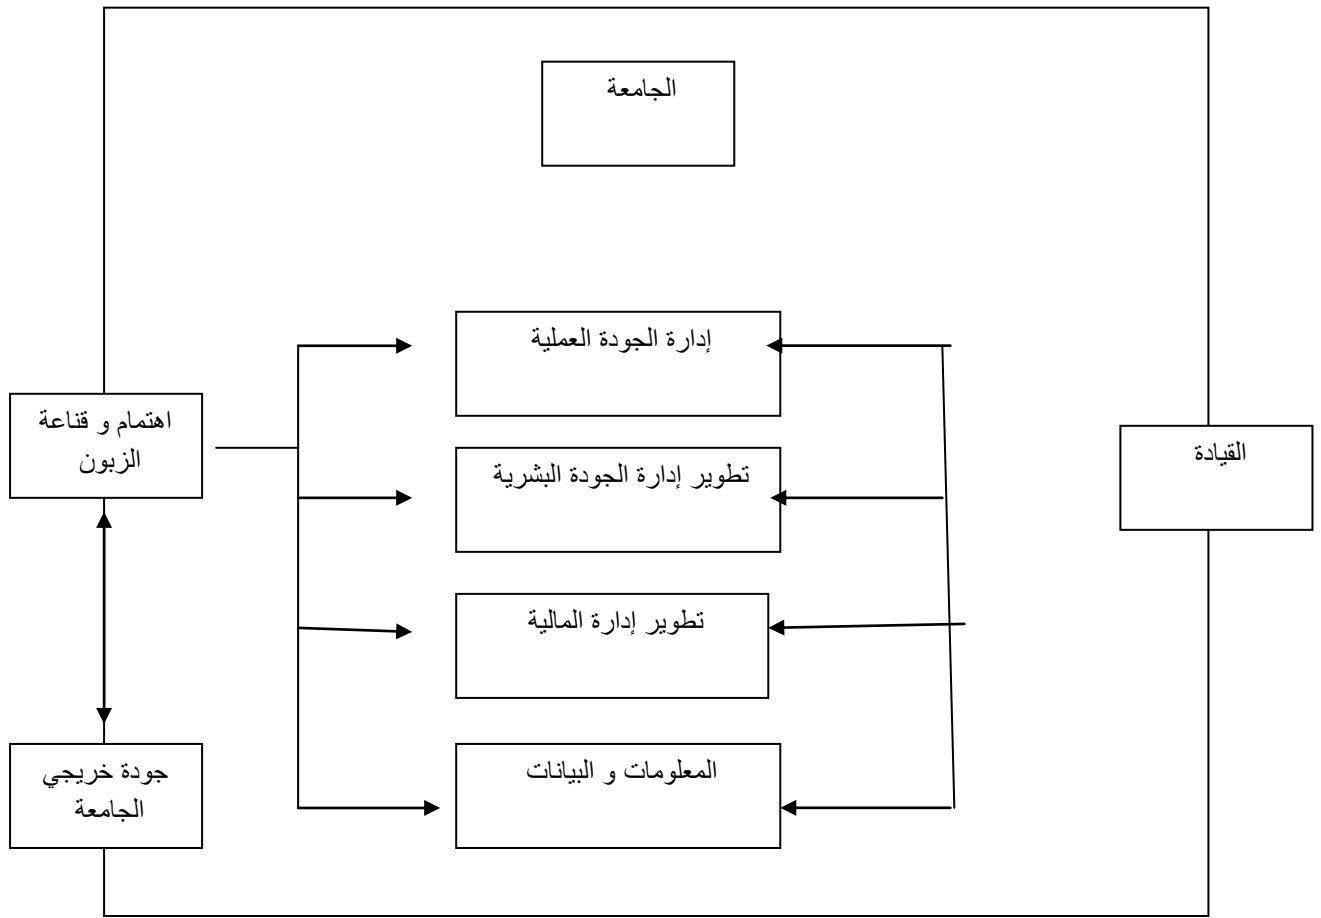 الجامعة
إدارة الجودة العملية
اهتمام و قناعة
الزبون
القيادة
تطوير إدارة الجودة البشرية
تطوير إدارة المالية
المعلومات و البيانات
جودة خريجي
الجامعة